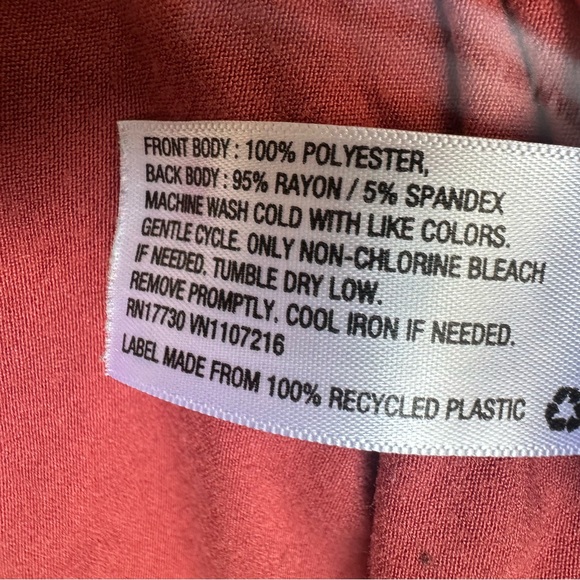 FRONT BODY : 100% POLYESTER,
BACK BODY : 95% RAYON / 5% SPANDEX
MACHINE WASH COLD WITH LIKE COLORS.
GENTLE CYCLE. ONLY NON-CHLORINE BLEACH
IF NEEDED. TUMBLE DRY LOW.
REMOVE PROMPTLY. COOL IRON IF NEEDED.
RN17730 VN1107216
LABEL MADE FROM 100% RECYCLED PLASTIC